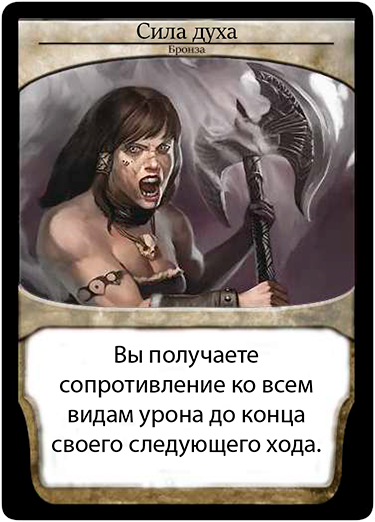 Сила духа
Бронза
Вы получаете
сопротивление ко всем
видам урона до конца
своего следующего хода.